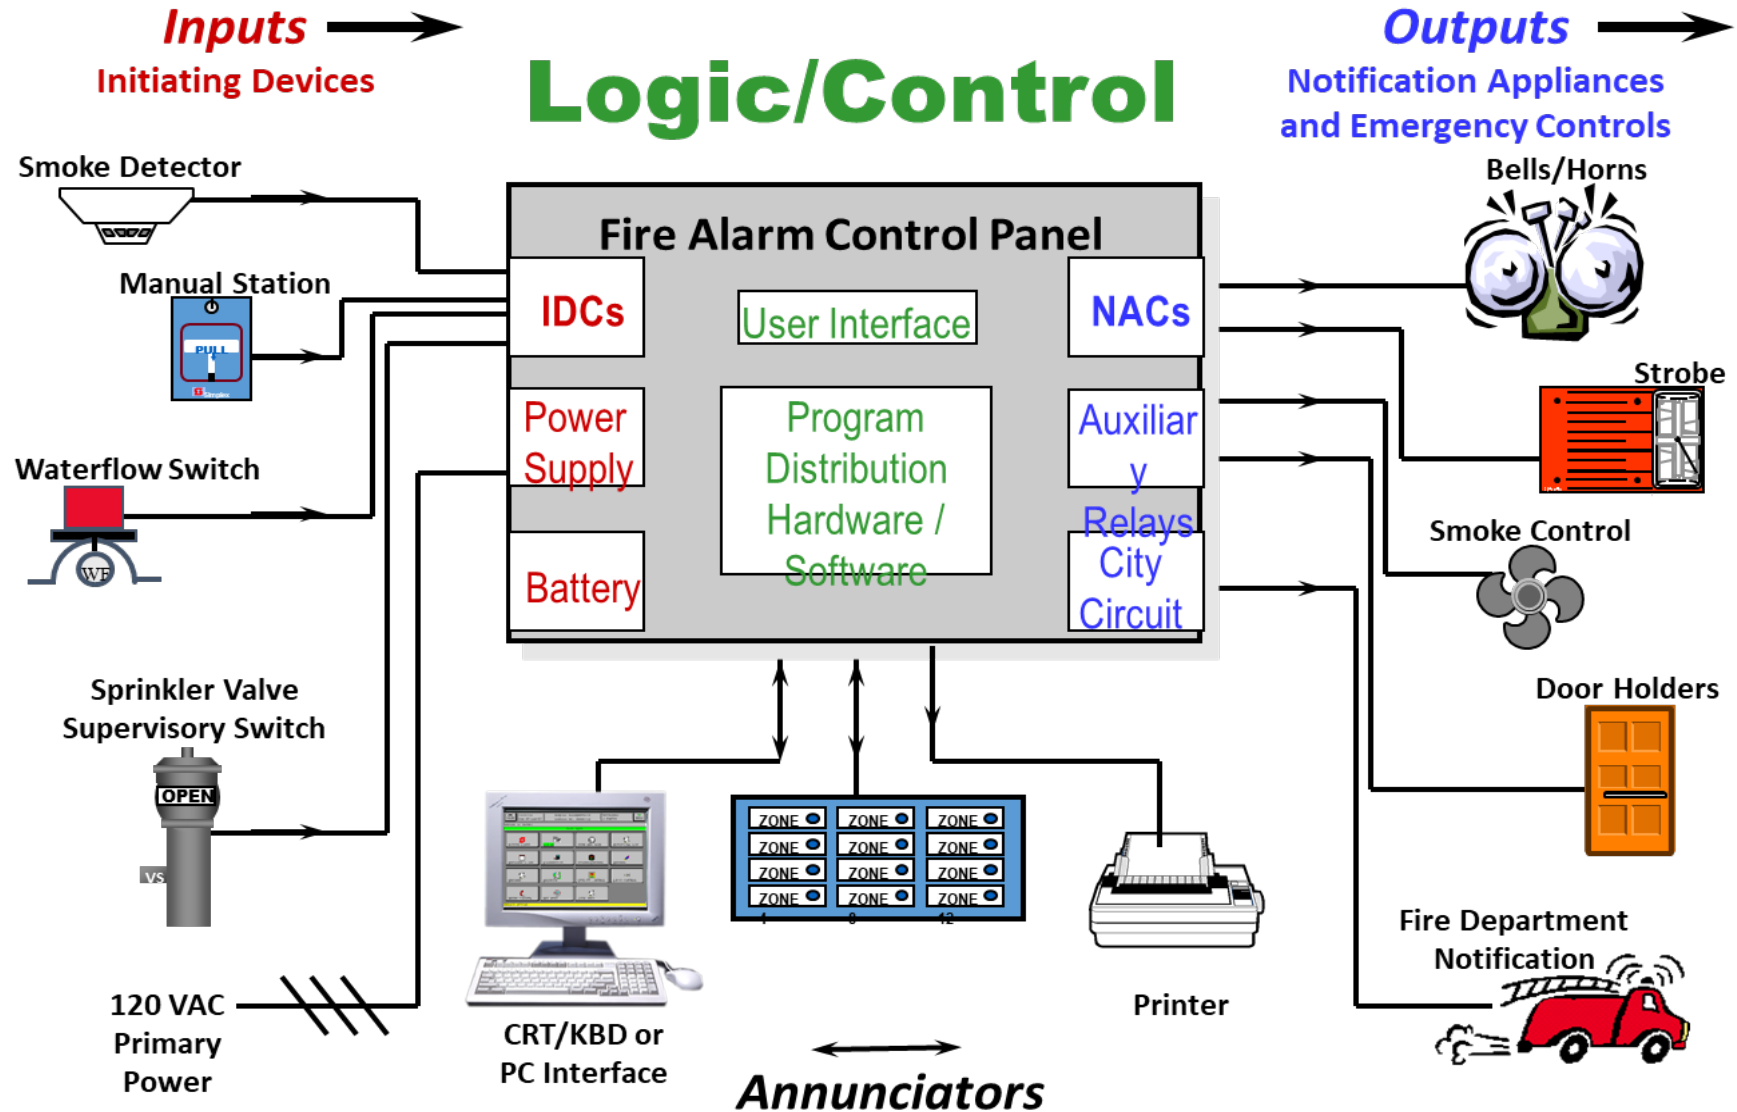 Inputs
Initiating Devices
Logic/Control
Outputs
Notification Appliances
and Emergency Controls
Smoke Detector
Manual Station
PULL
Simplex
Waterflow Switch
WF
Sprinkler Valve
Supervisory Switch
OPEN
VS
120 VAC
Primary
Power
Fire Alarm Control Panel
IDCs
User Interface
NACs
Power
Supply
Program
Distribution
Hardware /
Software
Auxiliar
y
Relays
Battery
City
Circuit
Bells/Horns
Strobe
Smoke Control
Door Holders
Fire Department
Notification
ZONE ZONE ZONE
ZONE ZONE ZONE
ZONE ZONE ZONE
ZONE ZONE ZONE
4 8 12
CRT/KBD or
PC Interface
Printer
Annunciators